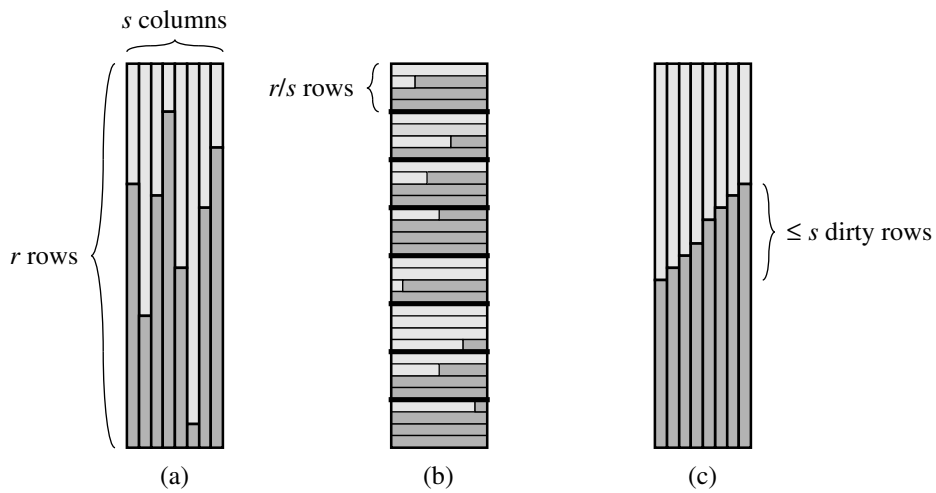 s columns
r rows
r/s rows
≤ s dirty rows
(a)
(b)
(c)